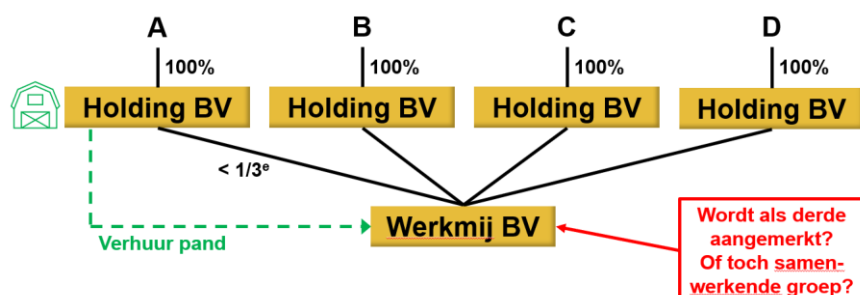 A B C D
100% 100% 100% 100%
Holding BV Holding BV Holding BV Holding BV
< 1/3e
Werkmij BV
Verhuur pand
Wordt als derde
aangemerkt?
Of toch samen-
werkende groep?